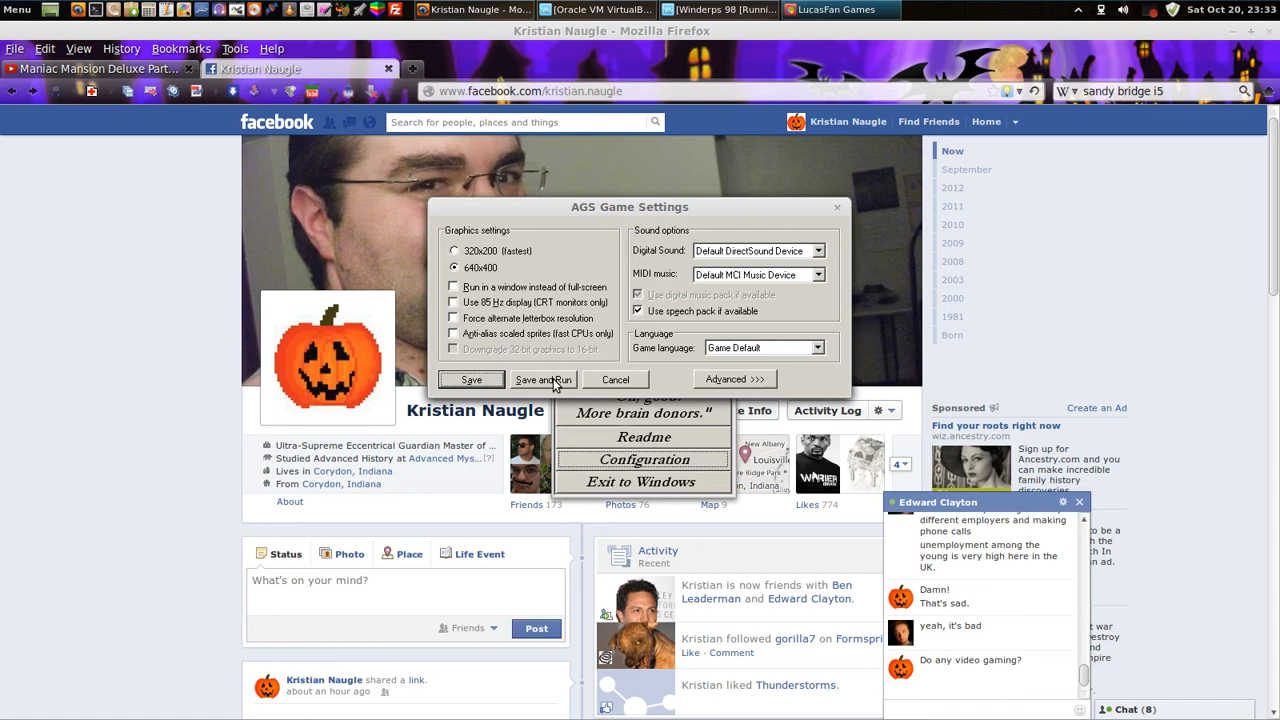 Menu
Kristian Naugle - Mo...
[Oracle VM VirtualB...
[Winderps 98 [Runni...
LucasFan Games
Sat Oct 20, 23:33
Kristian Naugle - Mozilla Firefox
File Edit View History Bookmarks Tools Help
Maniac Mansion Deluxe Part...
Kristian Naugle
www.facebook.com/kristian.naugle
sandy bridge i5
facebook
Search for people, places and things
Kristian Naugle
Find Friends
Home
Now
September
2012
2011
2010
2009
2008
2003
2000
1981
Born
AGS Game Settings
Graphics settings
320x200 (fastest)
640x400
Run in a window instead of full-screen
Use 85 Hz display (CRT monitors only)
Force alternate letterbox resolution
Anti-alias scaled sprites (fast CPUs only)
Downgrade 32-bit graphics to 16-bit
Sound options
Digital Sound: Default DirectSound Device
MIDI music: Default MCI Music Device
Use digital music pack if available
Use speech pack if available
Language
Game language: Game Default
Save
Save and Run
Cancel
Advanced >>>
More brain donors."
Readme
Configuration
Exit to Windows
Kristian Naugle
e Info
Activity Log
Ultra-Supreme Eccentrical Guardian Master of ...
Studied Advanced History at Advanced Mys... [?]
Lives in Corydon, Indiana
From Corydon, Indiana
About
Friends 173
Photos 76
Map 9
Likes 774
New Albany
Louisville
Indiana
WARRIER
4
Sponsored
Create an Ad
Find your roots right now
wiz.ancestry.com
Sign up for
Ancestry.com and you
can make incredible
family history
discoveries
Edward Clayton
different employers and making
phone calls
unemployment among the
young is very high here in the
UK.
Damn!
That's sad.
yeah, it's bad
Do any video gaming?
Chat (8)
Status
Photo
Place
Life Event
What's on your mind?
Friends
Post
Kristian Naugle shared a link.
about an hour ago
Activity
Recent
Kristian is now friends with Ben
Leaderman and Edward Clayton.
Kristian followed gorilla7 on Formspri
Like · Comment
Kristian liked Thunderstorms.